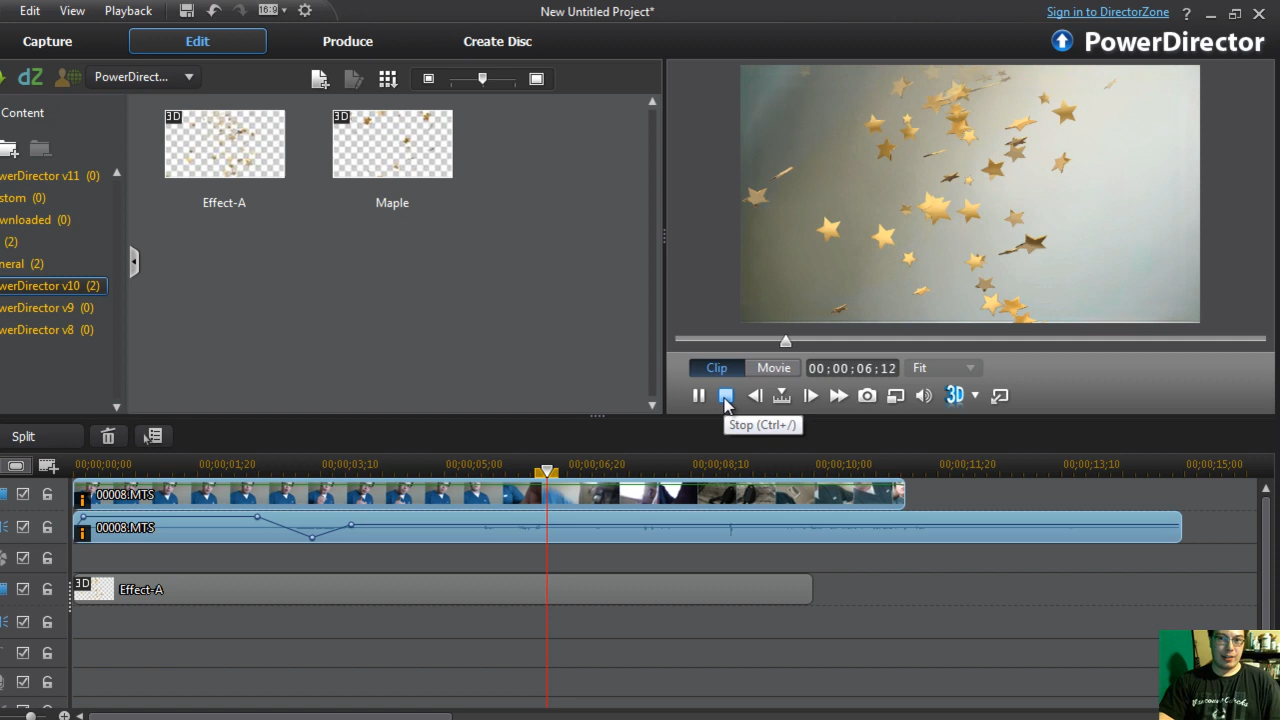 Edit View Playback 16:9 New Untitled Project* Sign in to DirectorZone ?
Capture Edit Produce Create Disc PowerDirector
dZ PowerDirect...
Content
werDirector v11 (0)
stom (0)
wnloaded (0)
(2)
neral (2)
werDirector v10 (2)
werDirector v9 (0)
werDirector v8 (0)
3D 3D
Effect-A Maple
Clip Movie 00;00;06;12 Fit
3D
Stop (Ctrl+/)
Split
00;00;00;00 00;00;01;20 00;00;03;10 00;00;05;00 00;00;06;20 00;00;08;10 00;00;10;00 00;00;11;20 00;00;13;10 00;00;15;00
i 00008.MTS
i 00008.MTS
3D Effect-A